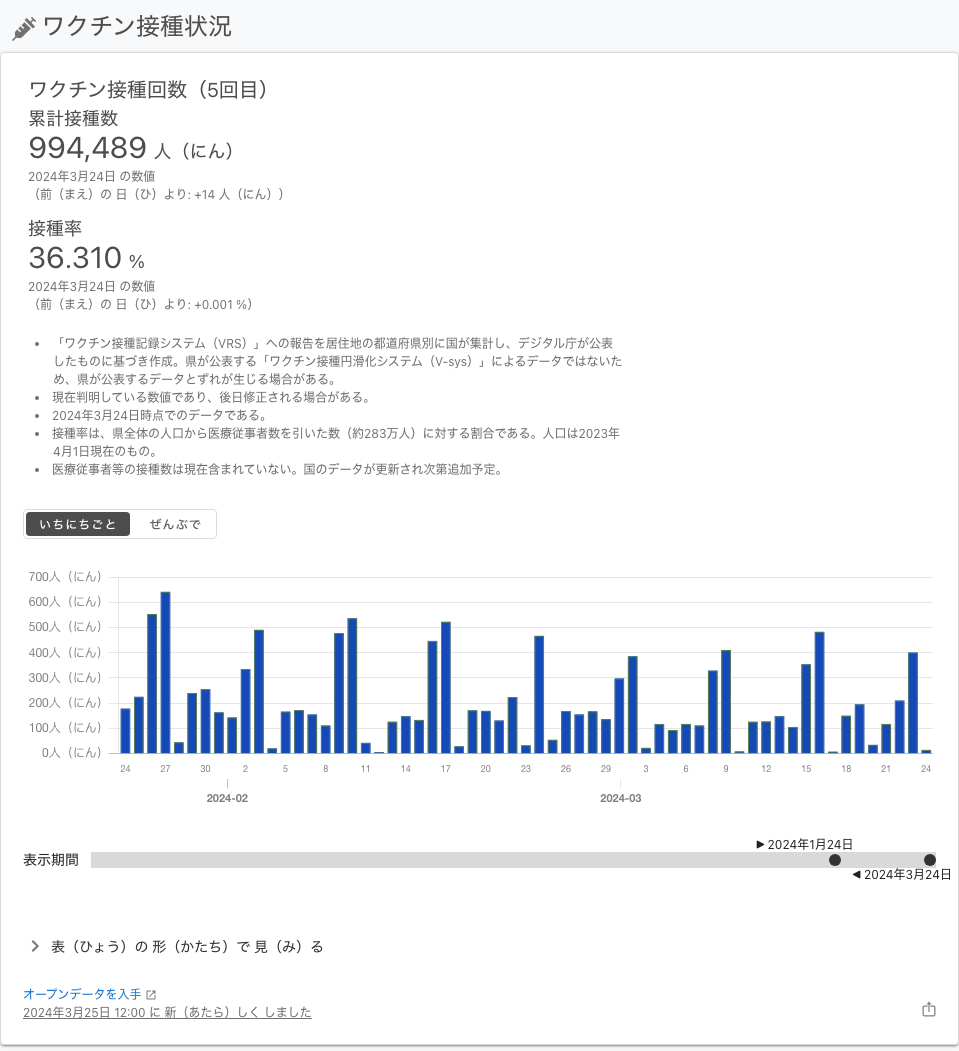 ワクチン接種状況
ワクチン接種回数（5回目）
累計接種数
994,489 人（にん）
2024年3月24日 の数値
（前（まえ）の 日（ひ）より: +14 人（にん））
接種率
36.310 %
2024年3月24日 の数値
（前（まえ）の 日（ひ）より: +0.001 %）
• 「ワクチン接種記録システム（VRS）」への報告を居住地の都道府県別に国が集計し、デジタル庁が公表
したものに基づき作成。県が公表する「ワクチン接種円滑化システム（V-sys）」によるデータではないた
め、県が公表するデータとずれが生じる場合がある。
• 現在判明している数値であり、後日修正される場合がある。
• 2024年3月24日時点でのデータである。
• 接種率は、県全体の人口から医療従事者数を引いた数（約283万人）に対する割合である。人口は2023年
4月1日現在のもの。
• 医療従事者等の接種数は現在含まれていない。国のデータが更新され次第追加予定。
いちにちごと ぜんぶで
700人（にん）
600人（にん）
500人（にん）
400人（にん）
300人（にん）
200人（にん）
100人（にん）
0人（にん）
24 27 30 2 5 8 11 14 17 20 23 26 29 3 6 9 12 15 18 21 24
2024-02 2024-03
▶ 2024年1月24日
表示期間
◀ 2024年3月24日
表（ひょう）の 形（かたち）で 見（み）る
オープンデータを入手
2024年3月25日 12:00 に 新（あたら）しく しました